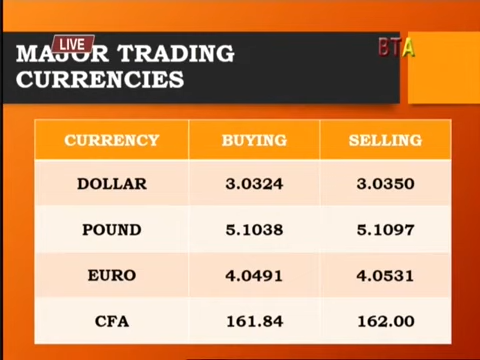 LIVE
BTA
MAJOR TRADING
CURRENCIES
CURRENCY BUYING SELLING
DOLLAR 3.0324 3.0350
POUND 5.1038 5.1097
EURO 4.0491 4.0531
CFA 161.84 162.00